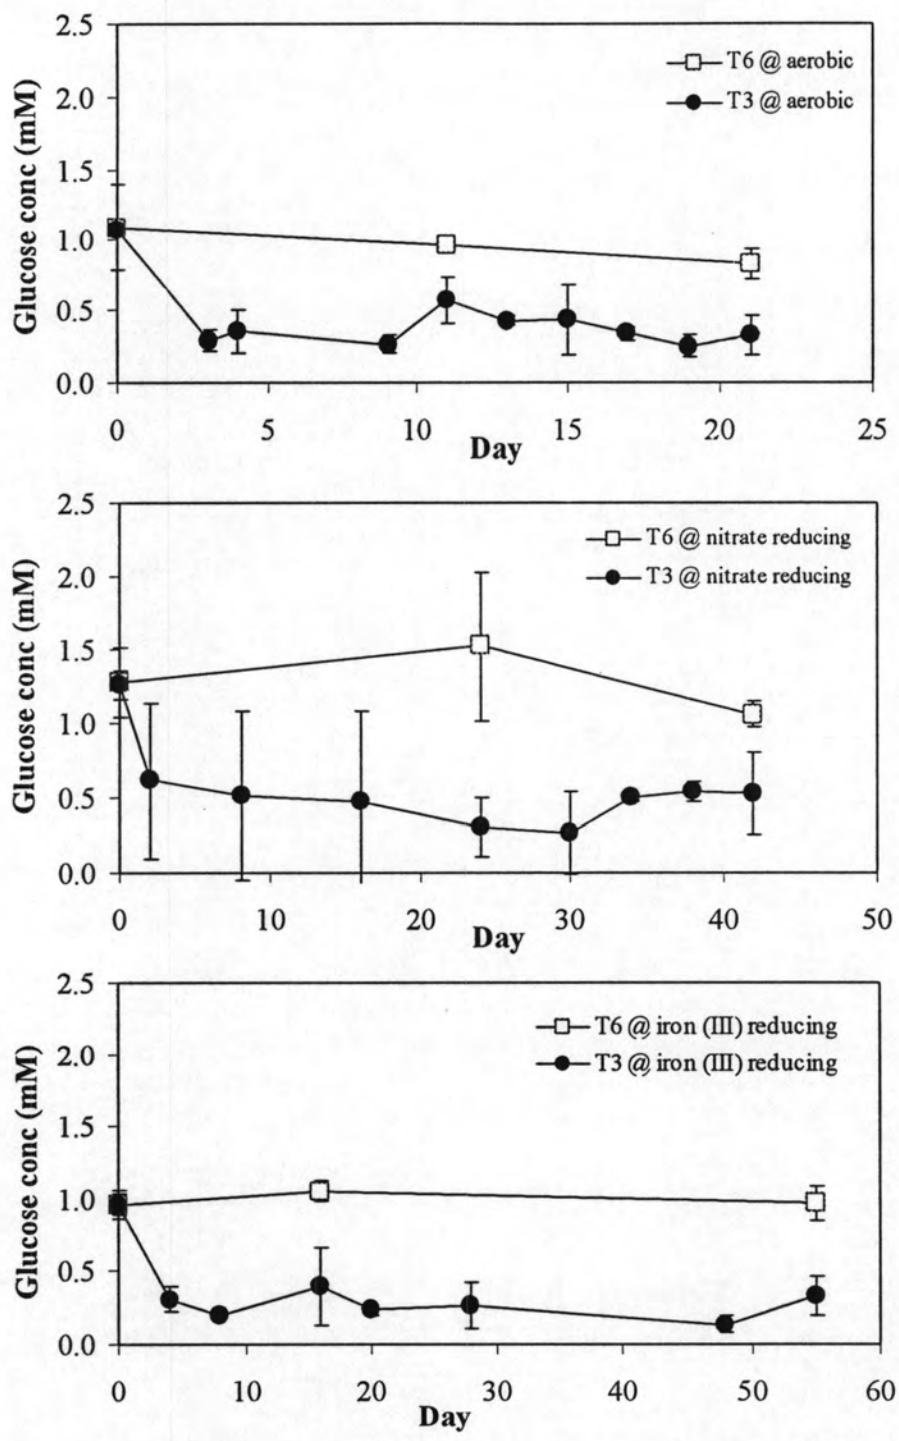 2.5
2.0
1.5
1.0
0.5
0.0
Glucose conc (mM)
T6 @ aerobic
T3 @ aerobic
0 5 10 15 20 25
Day
2.5
2.0
1.5
1.0
0.5
0.0
Glucose conc (mM)
T6 @ nitrate reducing
T3 @ nitrate reducing
0 10 20 30 40 50
Day
2.5
2.0
1.5
1.0
0.5
0.0
Glucose conc (mM)
T6 @ iron (III) reducing
T3 @ iron (III) reducing
0 10 20 30 40 50 60
Day